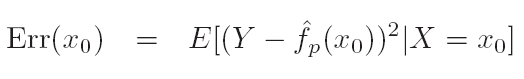 Err(x₀) = E[(Y − f̂ₚ(x₀))²|X = x₀]